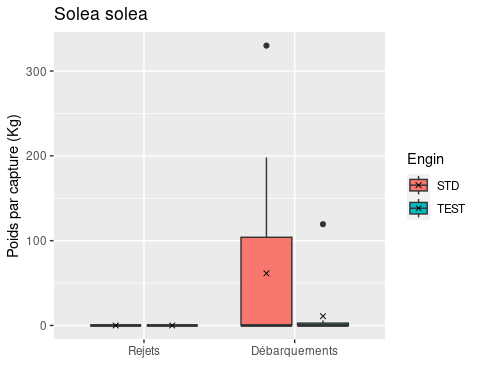 Solea solea
Poids par capture (Kg)
300
200
100
0
Rejets
Débarquements
Engin
STD
TEST